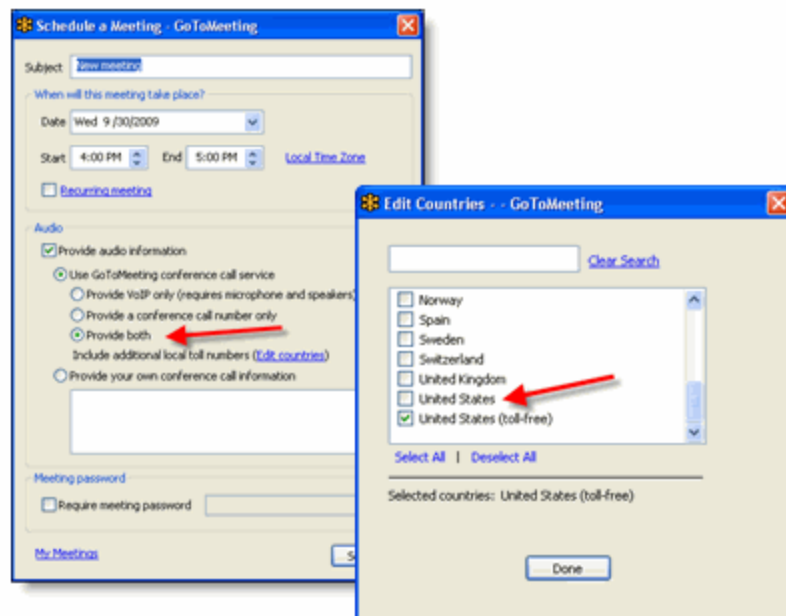 Schedule a Meeting - GoToMeeting
Subject New meeting
When will this meeting take place?
Date Wed 9 /30/2009
Start 4:00 PM End 5:00 PM Local Time Zone
Recurring meeting
Audio
Provide audio information
Use GoToMeeting conference call service
Provide VoIP only (requires microphone and speakers)
Provide a conference call number only
Provide both
Include additional local toll numbers (Edit countries)
Provide your own conference call information
Meeting password
Require meeting password
My Meetings
Edit Countries - - GoToMeeting
Clear Search
Norway
Spain
Sweden
Switzerland
United Kingdom
United States
United States (toll-free)
Select All | Deselect All
Selected countries: United States (toll-free)
Done